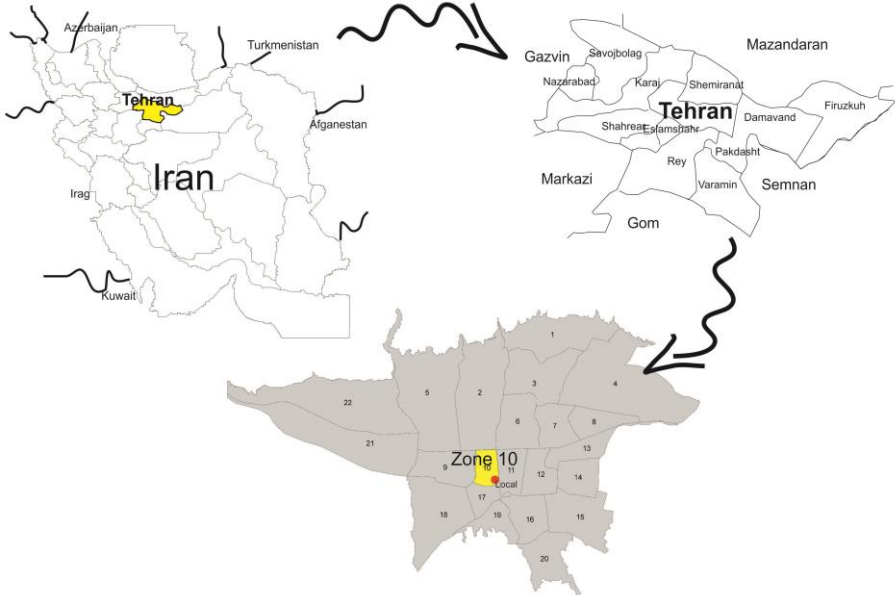 Azerbaijan
Turkmenistan
Tehran
Afganestan
Iran
Irag
Kuwait
Mazandaran
Gazvin
Savojbolag
Nazarabad
Karaj
Shemiranat
Tehran
Damavand
Firuzkuh
Shahrear
Eslamshahr
Pakdasht
Rey
Markazi
Varamin
Semnan
Gom
1
2
3
4
5
22
6
7
8
21
13
Zone 10
9
10
11
12
14
Local
17
18
19
16
15
20